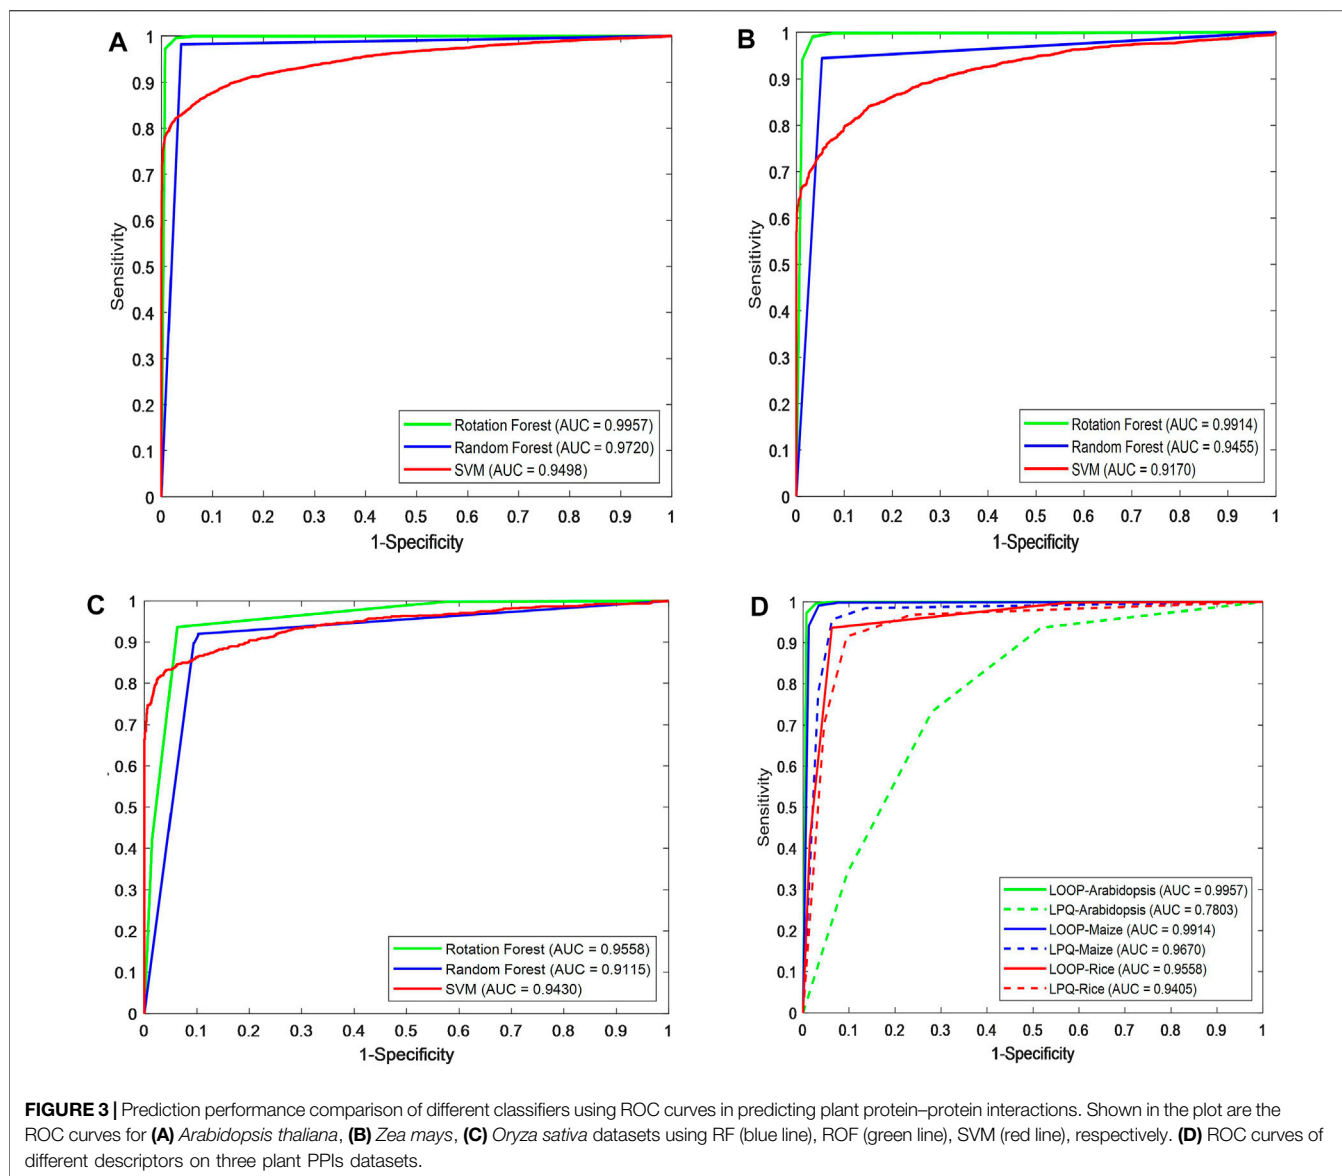 A
1
0.9
0.8
0.7
0.6
0.5
0.4
0.3
0.2
0.1
0
Sensitivity
Rotation Forest (AUC = 0.9957)
Random Forest (AUC = 0.9720)
SVM (AUC = 0.9498)
0 0.1 0.2 0.3 0.4 0.5 0.6 0.7 0.8 0.9 1
1-Specificity
B
1
0.9
0.8
0.7
0.6
0.5
0.4
0.3
0.2
0.1
0
Sensitivity
Rotation Forest (AUC = 0.9914)
Random Forest (AUC = 0.9455)
SVM (AUC = 0.9170)
0 0.1 0.2 0.3 0.4 0.5 0.6 0.7 0.8 0.9 1
1-Specificity
C
1
0.9
0.8
0.7
0.6
0.5
0.4
0.3
0.2
0.1
0
Rotation Forest (AUC = 0.9558)
Random Forest (AUC = 0.9115)
SVM (AUC = 0.9430)
0 0.1 0.2 0.3 0.4 0.5 0.6 0.7 0.8 0.9 1
1-Specificity
D
1
0.9
0.8
0.7
0.6
0.5
0.4
0.3
0.2
0.1
0
Sensitivity
LOOP-Arabidopsis (AUC = 0.9957)
LPQ-Arabidopsis (AUC = 0.7803)
LOOP-Maize (AUC = 0.9914)
LPQ-Maize (AUC = 0.9670)
LOOP-Rice (AUC = 0.9558)
LPQ-Rice (AUC = 0.9405)
0 0.1 0.2 0.3 0.4 0.5 0.6 0.7 0.8 0.9 1
1-Specificity
FIGURE 3 | Prediction performance comparison of different classifiers using ROC curves in predicting plant protein–protein interactions. Shown in the plot are the
ROC curves for (A) Arabidopsis thaliana, (B) Zea mays, (C) Oryza sativa datasets using RF (blue line), ROF (green line), SVM (red line), respectively. (D) ROC curves of
different descriptors on three plant PPIs datasets.